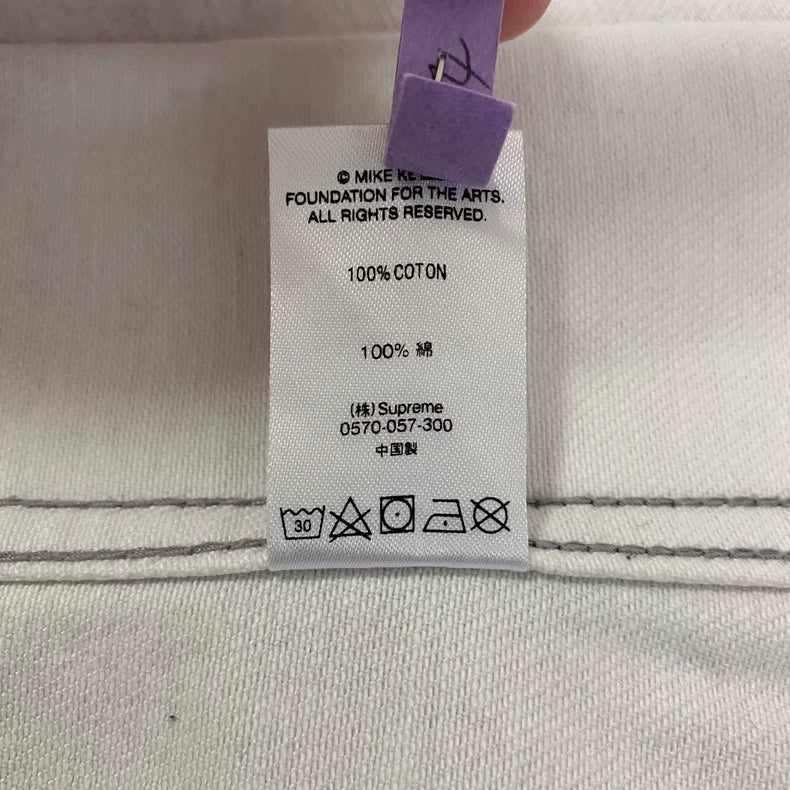 © MIKE
FOUNDATION FOR THE ARTS.
ALL RIGHTS RESERVED.
100% COTON
100% 綿
(株) Supreme
0570-057-300
中国製
30